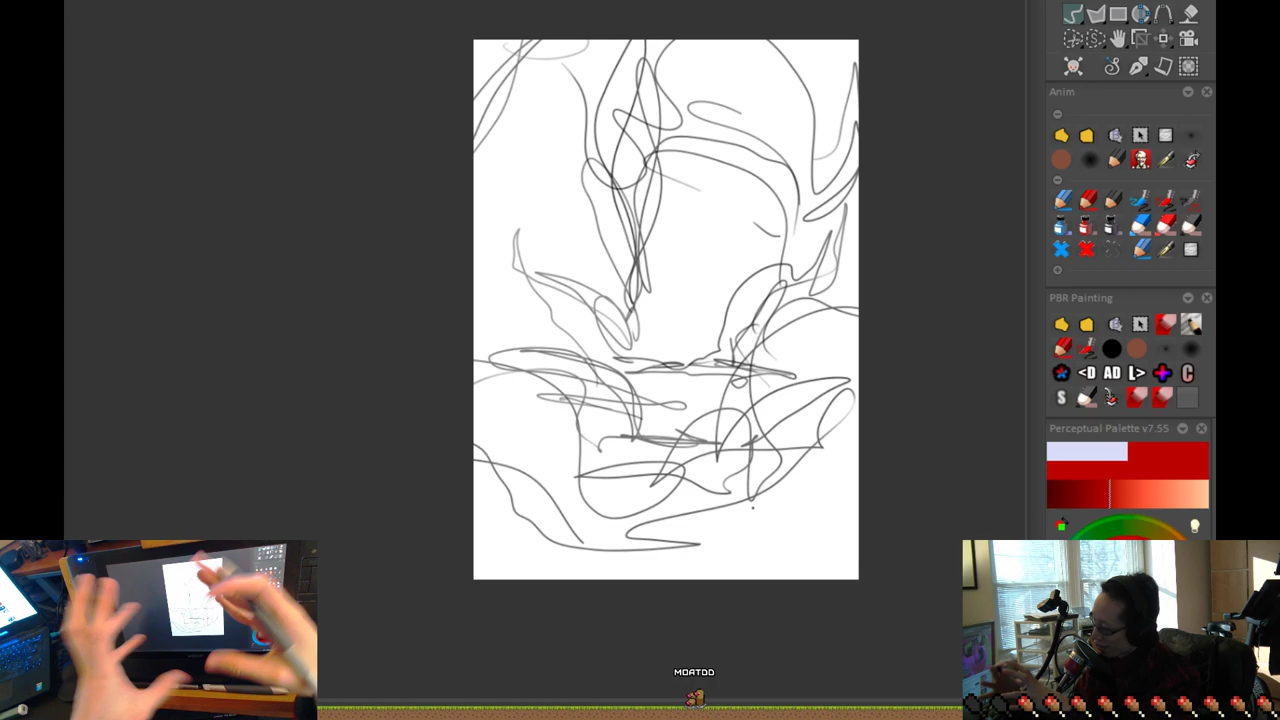 Anim
PBR Painting
<D AD L> C
S
Perceptual Palette v7.55
MOATDD